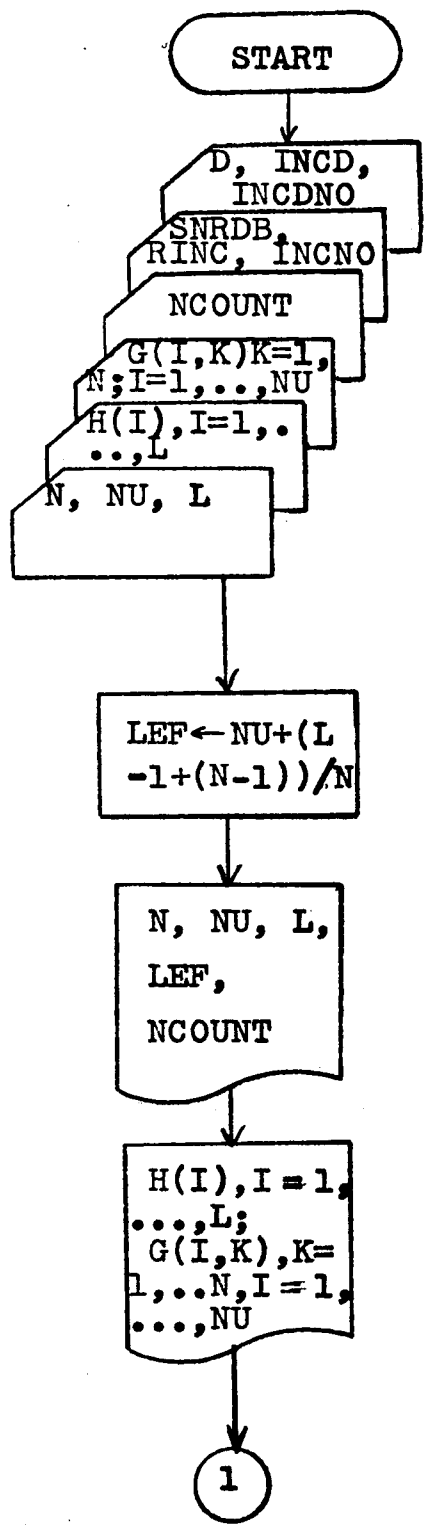 START
D, INCD,
INCDNO
SNRDB,
RINC, INCNO
NCOUNT
G(I,K)K=1,
N;I=1,..,NU
H(I),I=1,.
..,L
N, NU, L
LEF←NU+(L
-1+(N-1))/N
N, NU, L,
LEF,
NCOUNT
H(I),I=1,
...,L;
G(I,K),K=
1,..N,I=1,
...,NU
1